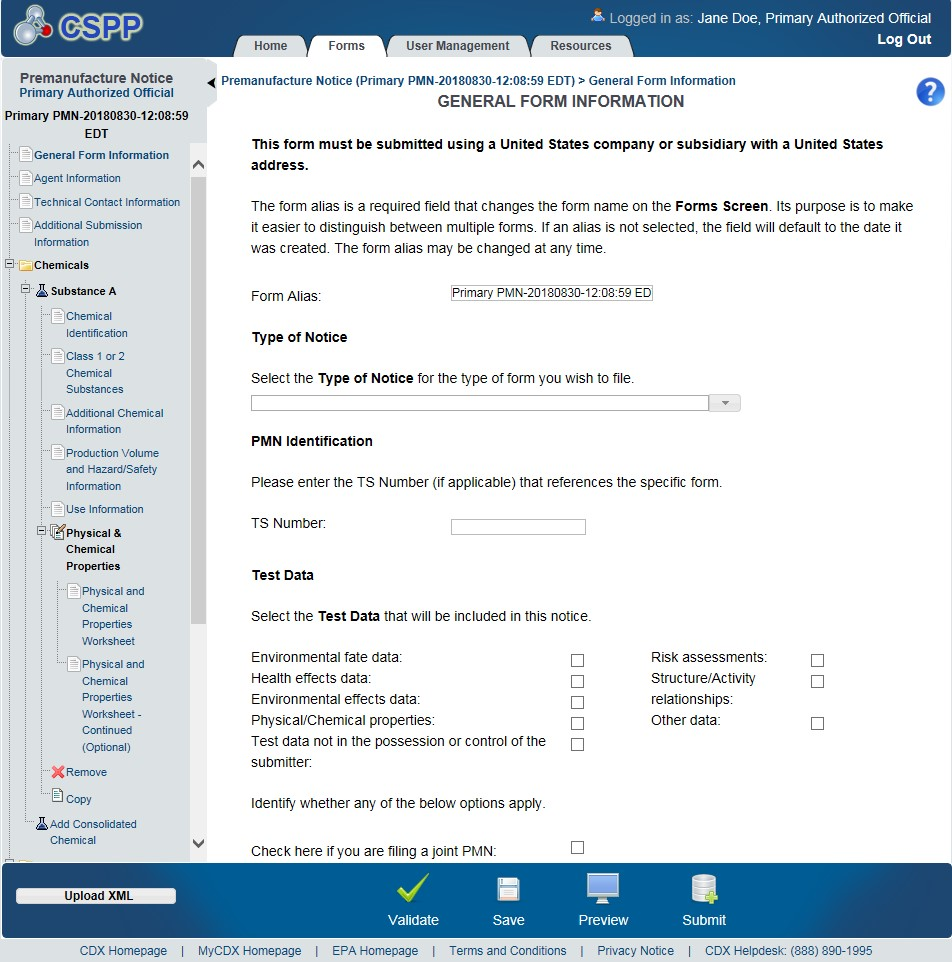 CSPP
Logged in as: Jane Doe, Primary Authorized Official
Log Out
Home
Forms
User Management
Resources
Premanufacture Notice
Primary Authorized Official
Primary PMN-20180830-12:08:59
EDT
General Form Information
Agent Information
Technical Contact Information
Additional Submission
Information
Chemicals
Substance A
Chemical
Identification
Class 1 or 2
Chemical
Substances
Additional Chemical
Information
Production Volume
and Hazard/Safety
Information
Use Information
Physical &
Chemical
Properties
Physical and
Chemical
Properties
Worksheet
Physical and
Chemical
Properties
Worksheet -
Continued
(Optional)
Remove
Copy
Add Consolidated
Chemical
Premanufacture Notice (Primary PMN-20180830-12:08:59 EDT) > General Form Information
?
GENERAL FORM INFORMATION
This form must be submitted using a United States company or subsidiary with a United States
address.
The form alias is a required field that changes the form name on the Forms Screen. Its purpose is to make
it easier to distinguish between multiple forms. If an alias is not selected, the field will default to the date it
was created. The form alias may be changed at any time.
Form Alias: Primary PMN-20180830-12:08:59 ED
Type of Notice
Select the Type of Notice for the type of form you wish to file.
PMN Identification
Please enter the TS Number (if applicable) that references the specific form.
TS Number:
Test Data
Select the Test Data that will be included in this notice.
Environmental fate data:
Health effects data:
Environmental effects data:
Physical/Chemical properties:
Test data not in the possession or control of the
submitter:
Risk assessments:
Structure/Activity
relationships:
Other data:
Identify whether any of the below options apply.
Check here if you are filing a joint PMN:
Upload XML
Validate
Save
Preview
Submit
CDX Homepage | MyCDX Homepage | EPA Homepage | Terms and Conditions | Privacy Notice | CDX Helpdesk: (888) 890-1995